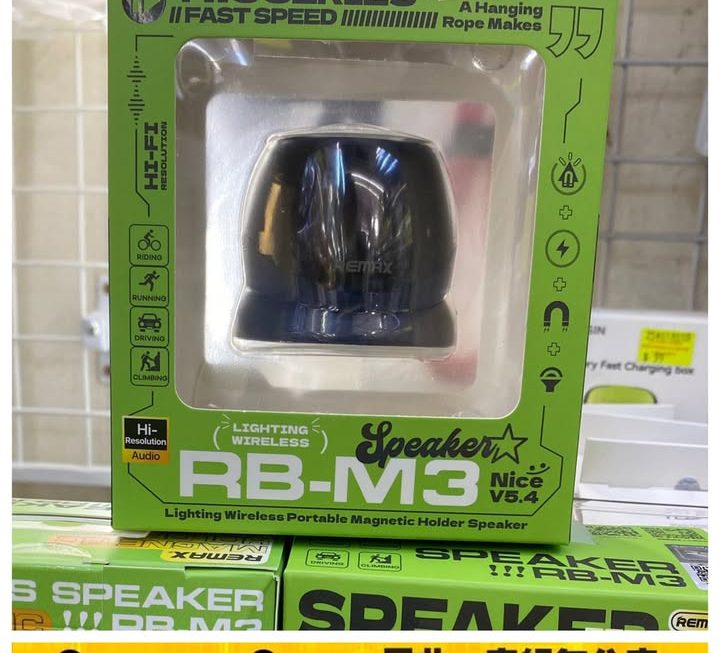 //FAST SPEED
A Hanging
Rope Makes
HI-FI
RESOLUTION
RIDING
RUNNING
DRIVING
CLIMBING
Hi-
Resolution
Audio
REMAX
(LIGHTING
WIRELESS)
Speaker
RB-M3
Nice
V5.4
Lighting Wireless Portable Magnetic Holder Speaker
ry Fast Charging box
REMAX
S SPEAKER
!!! RB-M3
DRIVING
CLIMBING
SPEAKER
!!! RB-M3
SPEAKER